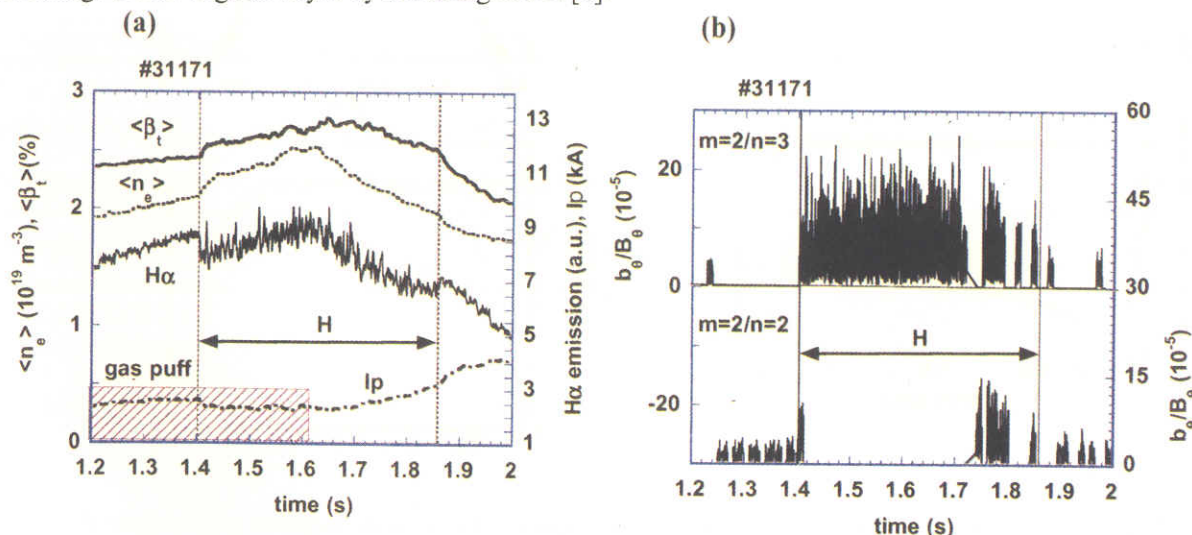 (a)
#31171
3
2
1
0
<n_e> (10^19 m^-3), <β_t>(%)
<β_t>
<n_e>
Hα
H
gas puff
Ip
13
11
9
7
5
3
1
Hα emission (a.u.), Ip (kA)
1.2 1.3 1.4 1.5 1.6 1.7 1.8 1.9 2
time (s)
(b)
#31171
m=2/n=3
20
0
-20
b_θ/B_θ (10^-5)
m=2/n=2
H
60
45
30
15
0
b_θ/B_θ (10^-5)
1.2 1.3 1.4 1.5 1.6 1.7 1.8 1.9 2
time (s)